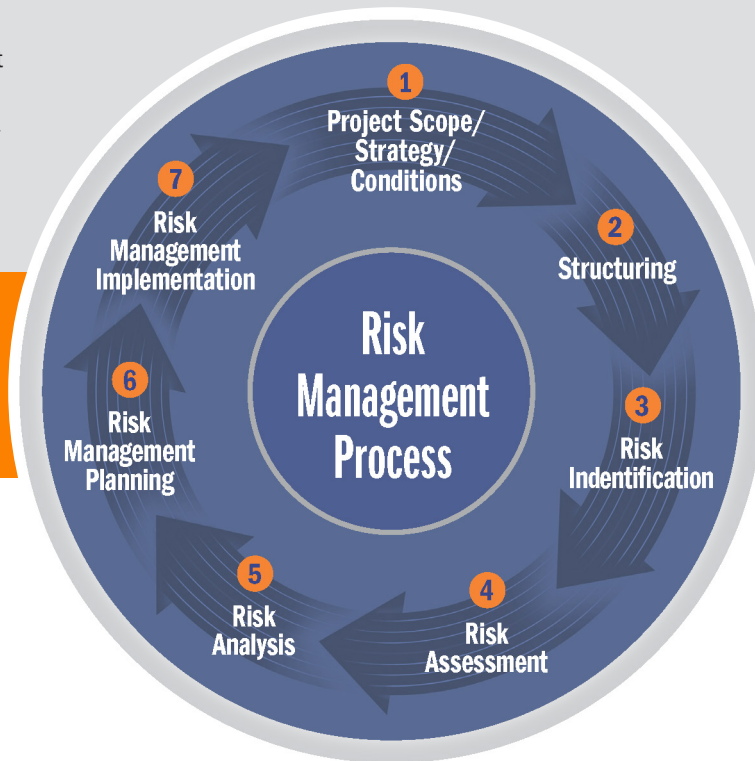 1
Project Scope/
Strategy/
Conditions
2
Structuring
3
Risk
Indentification
4
Risk
Assessment
5
Risk
Analysis
6
Risk
Management
Planning
7
Risk
Management
Implementation
Risk
Management
Process